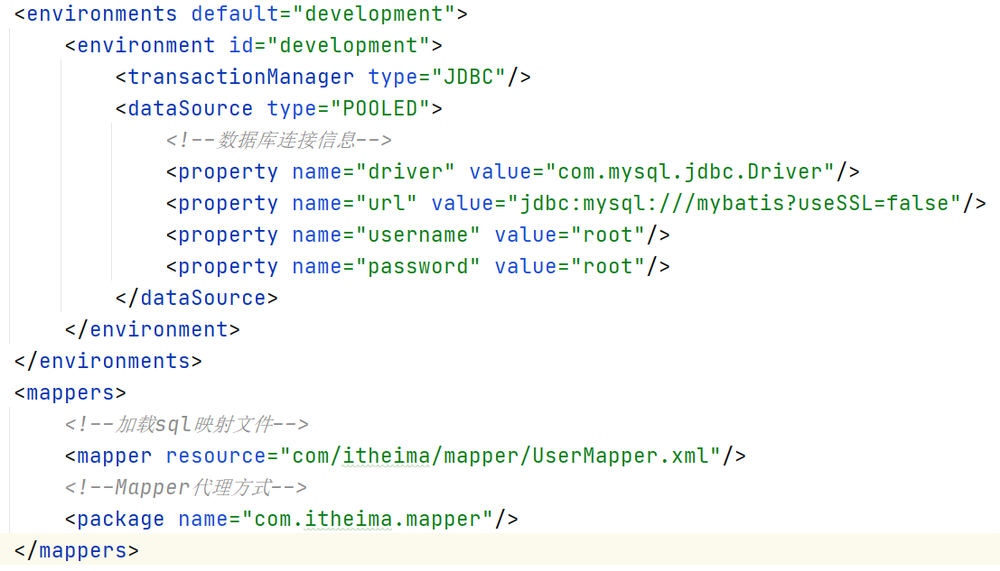 <environments default="development">
    <environment id="development">
        <transactionManager type="JDBC"/>
        <dataSource type="POOLED">
            <!--数据库连接信息-->
            <property name="driver" value="com.mysql.jdbc.Driver"/>
            <property name="url" value="jdbc:mysql:///mybatis?useSSL=false"/>
            <property name="username" value="root"/>
            <property name="password" value="root"/>
        </dataSource>
    </environment>
</environments>
<mappers>
    <!--加载sql映射文件-->
    <mapper resource="com/itheima/mapper/UserMapper.xml"/>
    <!--Mapper代理方式-->
    <package name="com.itheima.mapper"/>
</mappers>